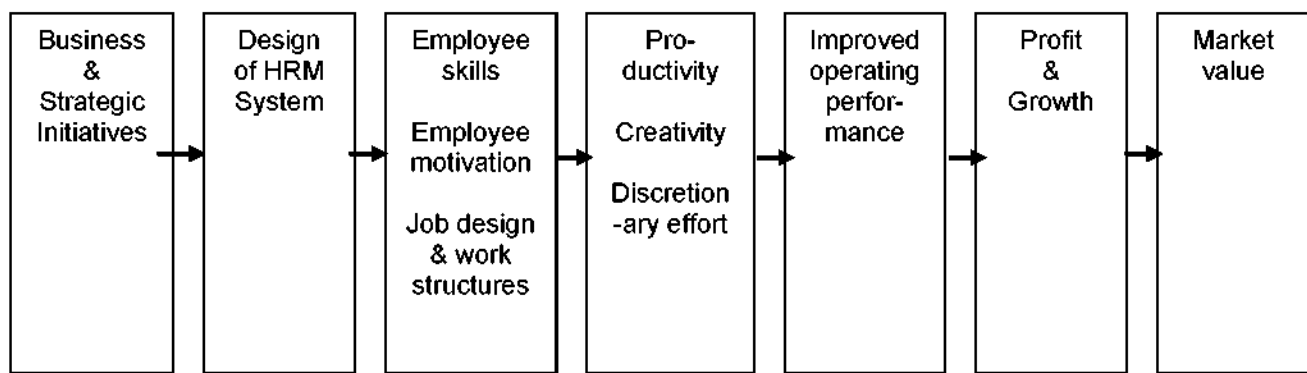 Business
&
Strategic
Initiatives
Design
of HRM
System
Employee
skills
Employee
motivation
Job design
& work
structures
Pro-
ductivity
Creativity
Discretion
-ary effort
Improved
operating
perfor-
mance
Profit
&
Growth
Market
value